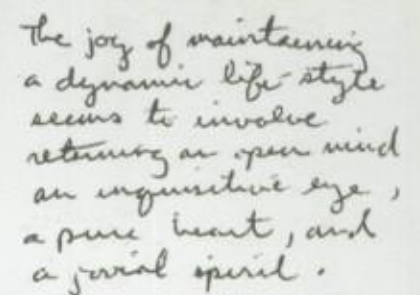 The joy of maintaining
a dynamic life-style
seems to involve
returning an open mind
an inquisitive eye,
a pure heart, and
a jovial spirit.